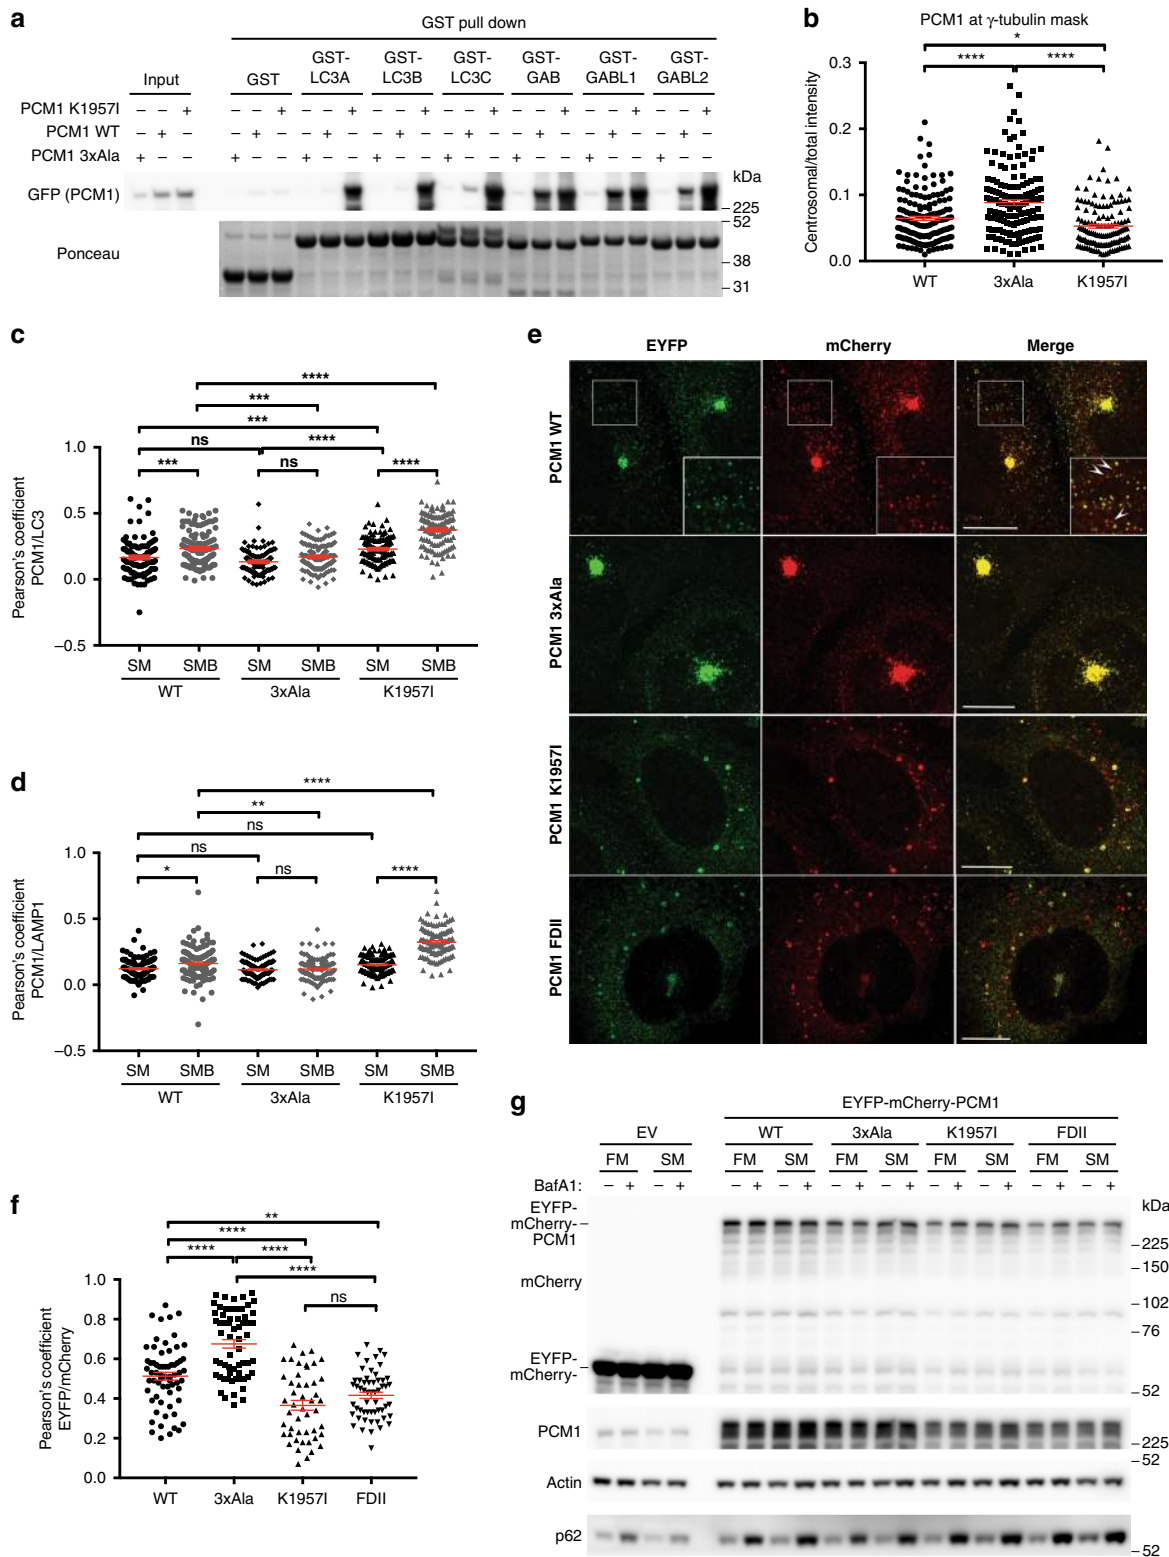 a
GST pull down
Input
GST
GST-LC3A
GST-LC3B
GST-LC3C
GST-GAB
GST-GABL1
GST-GABL2
PCM1 K1957I – – + – – + – – + – – + – – + – – + – – + – – +
PCM1 WT – + – – + – – + – – + – – + – – + – – + – – + –
PCM1 3xAla + – – + – – + – – + – – + – – + – – + – – + – –
GFP (PCM1)
kDa
225
52
Ponceau
38
31
b
PCM1 at γ-tubulin mask
*
**** ****
Centrosomal/total intensity
0.3
0.2
0.1
0.0
WT 3xAla K1957I
c
****
***
***
ns ****
*** ns ****
Pearson's coefficient
PCM1/LC3
1.0
0.5
0.0
–0.5
SM SMB SM SMB SM SMB
WT 3xAla K1957I
d
****
**
ns
ns
* ns ****
Pearson's coefficient
PCM1/LAMP1
1.0
0.5
0.0
–0.5
SM SMB SM SMB SM SMB
WT 3xAla K1957I
e
EYFP mCherry Merge
PCM1 WT
PCM1 3xAla
PCM1 K1957I
PCM1 FDII
f
**
****
**** ****
****
ns
Pearson's coefficient
EYFP/mCherry
1.0
0.8
0.6
0.4
0.2
0.0
WT 3xAla K1957I FDII
g
EYFP-mCherry-PCM1
EV WT 3xAla K1957I FDII
FM SM FM SM FM SM FM SM FM SM
BafA1: – + – + – + – + – + – + – + – + – + – +
EYFP-
mCherry-
PCM1
mCherry
EYFP-
mCherry-
kDa
225
150
102
76
52
PCM1
225
52
Actin
p62
52